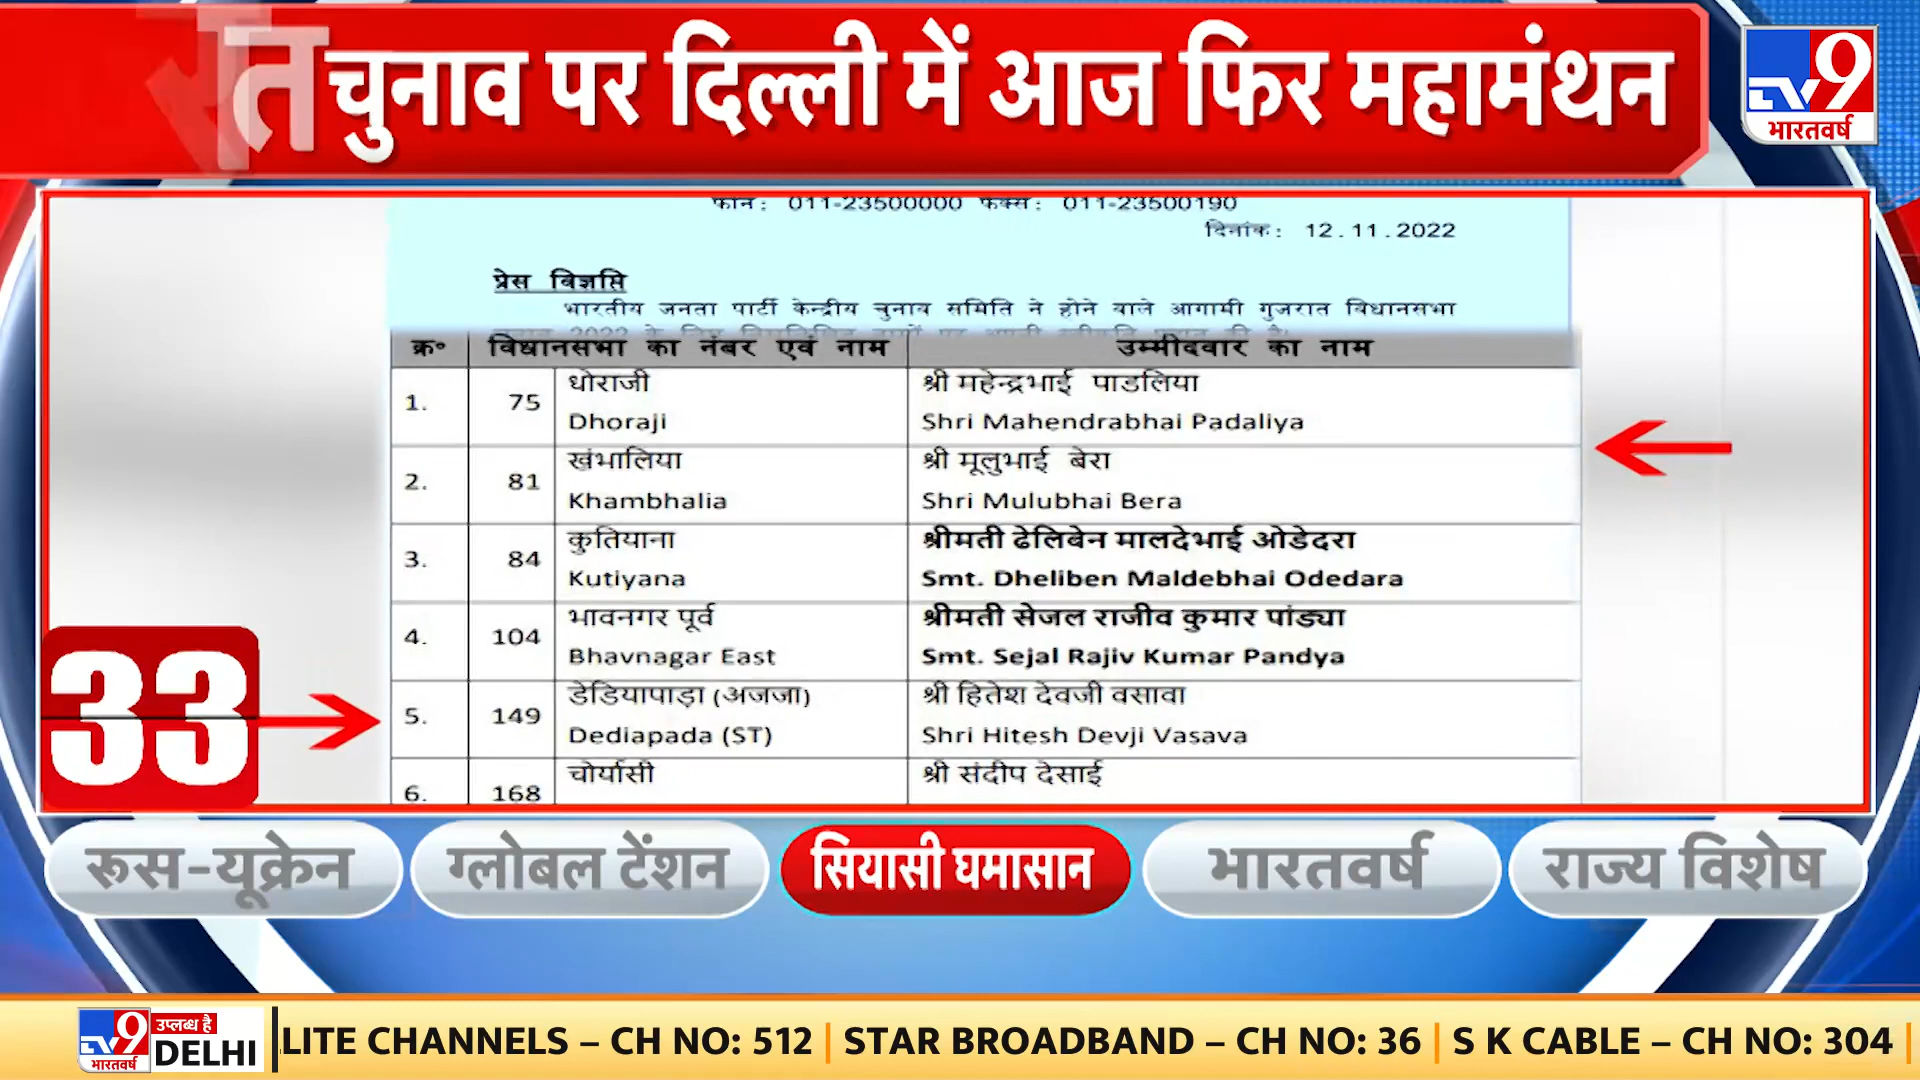 त चुनाव पर दिल्ली में आज फिर महामंथन
TV9
भारतवर्ष
फोन: 011-23500000 फैक्स: 011-23500190
दिनांक: 12.11.2022
प्रेस विज्ञप्ति
भारतीय जनता पार्टी केन्द्रीय चुनाव समिति ने होने वाले आगामी गुजरात विधानसभा
क्र० विधानसभा का नंबर एवं नाम उम्मीदवार का नाम
1. 75 धोराजी श्री महेन्द्रभाई पाडलिया
Dhoraji Shri Mahendrabhai Padaliya
2. 81 खंभालिया श्री मूलुभाई बेरा
Khambhalia Shri Mulubhai Bera
3. 84 कुतियाना श्रीमती ढेलिबेन मालदेभाई ओडेदरा
Kutiyana Smt. Dheliben Maldebhai Odedara
4. 104 भावनगर पूर्व श्रीमती सेजल राजीव कुमार पांड्या
Bhavnagar East Smt. Sejal Rajiv Kumar Pandya
5. 149 डेडियापाड़ा (अजजा) श्री हितेश देवजी वसावा
Dediapada (ST) Shri Hitesh Devji Vasava
6. 168 चोर्यासी श्री संदीप देसाई
33
रूस-यूक्रेन ग्लोबल टेंशन सियासी घमासान भारतवर्ष राज्य विशेष
TV9 भारतवर्ष उपलब्ध है DELHI LITE CHANNELS – CH NO: 512 | STAR BROADBAND – CH NO: 36 | S K CABLE – CH NO: 304 |